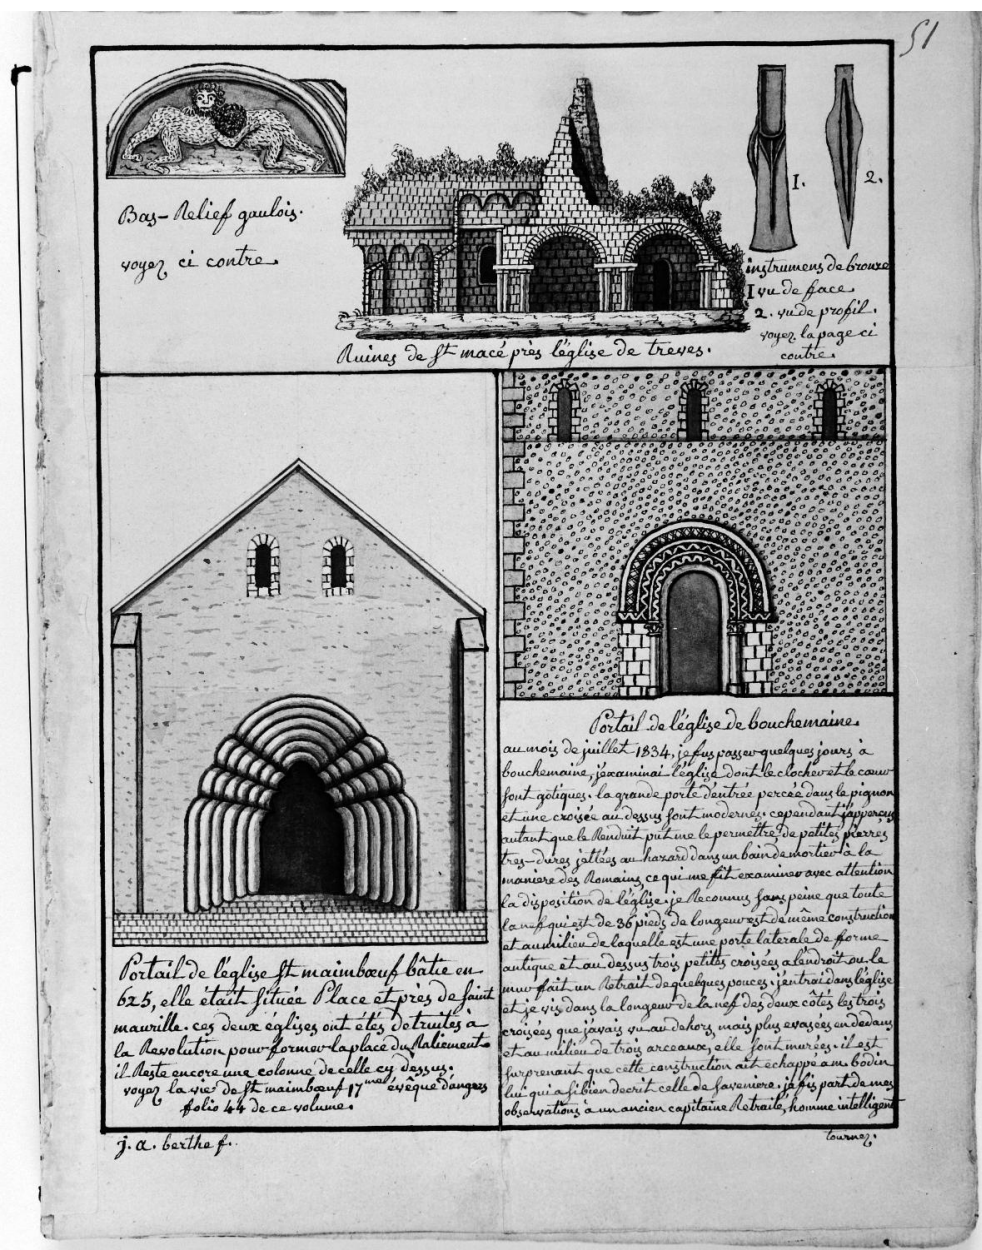 51
Bas-Relief gaulois.
voyez ci contre.
Ruines de St macé près l'église de treves.
1.
2.
instrumens de bronze
1 vu de face
2. vu de profil.
voyez la page ci
contre.
Portail de l'église St maimbœuf bâtie en
625, elle était située Place et près de saint
maurille. ces deux églises ont étés détruites à
la Revolution pour former la place du Raliement.
il Reste encore une colonne de celle cy dessus.
voyez la vie de St maimbœuf 17me évêque dangers
folio 44 de ce volume.
j. a. berthe f.
Portail de l'église de bouchemaine.
au mois de juillet 1834, je fus passer quelques jours à
bouchemaine, j'examinai l'église dont le clocher et le cœur
sont gotiques. la grande porte d'entrée percée dans le pignon
et une croisée au dessus sont modernes. cependant j'apperçus
autant que le Renduit put me le permettre, de petites pierres
tres-dures jettées au hazard dans un bain de mortier à la
maniere des Romains, ce qui me fit examiner avec attention
la disposition de l'église. je Reconnus sans peine que toute
la nef qui est de 36 pieds de longeur est de même construction
et au milieu de laquelle est une porte laterale de forme
antique et au dessus trois petites croisées a lendroit ou le
mur fait un Retrait de quelques pouces. j'entrai dans l'église
et je vis dans la longeur de la nef des deux côtés les trois
croisées que j'avais vu au dehors, mais plus evasées en dedans
et au milieu de trois arceaux, elle sont murées. il est
surprenant que cette construction ait echappé a mr bodin
lui qui a si bien decrit celle de saveniere. je fis part de mes
observations à un ancien capitaine Retraité, homme intelligent
tournez.